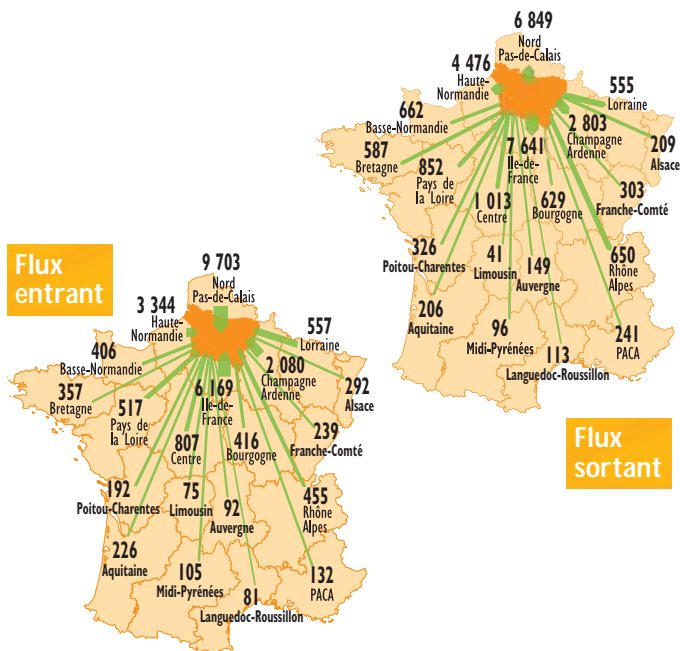 6 849
Nord
Pas-de-Calais
4 476
Haute-
Normandie
555
Lorraine
662
Basse-Normandie
2 803
Champagne
Ardenne
209
Alsace
587
Bretagne
852
Pays de
la Loire
7 641
Ile-de-
France
303
Franche-Comté
1 013
Centre
629
Bourgogne
326
Poitou-Charentes
41
Limousin
149
Auvergne
650
Rhône
Alpes
206
Aquitaine
96
Midi-Pyrénées
113
Languedoc-Roussillon
241
PACA
Flux
sortant
Flux
entrant
9 703
Nord
Pas-de-Calais
3 344
Haute-
Normandie
557
Lorraine
406
Basse-Normandie
2 080
Champagne
Ardenne
292
Alsace
357
Bretagne
517
Pays de
la Loire
6 169
Ile-de-
France
239
Franche-Comté
807
Centre
416
Bourgogne
192
Poitou-Charentes
75
Limousin
92
Auvergne
455
Rhône
Alpes
226
Aquitaine
105
Midi-Pyrénées
81
Languedoc-Roussillon
132
PACA